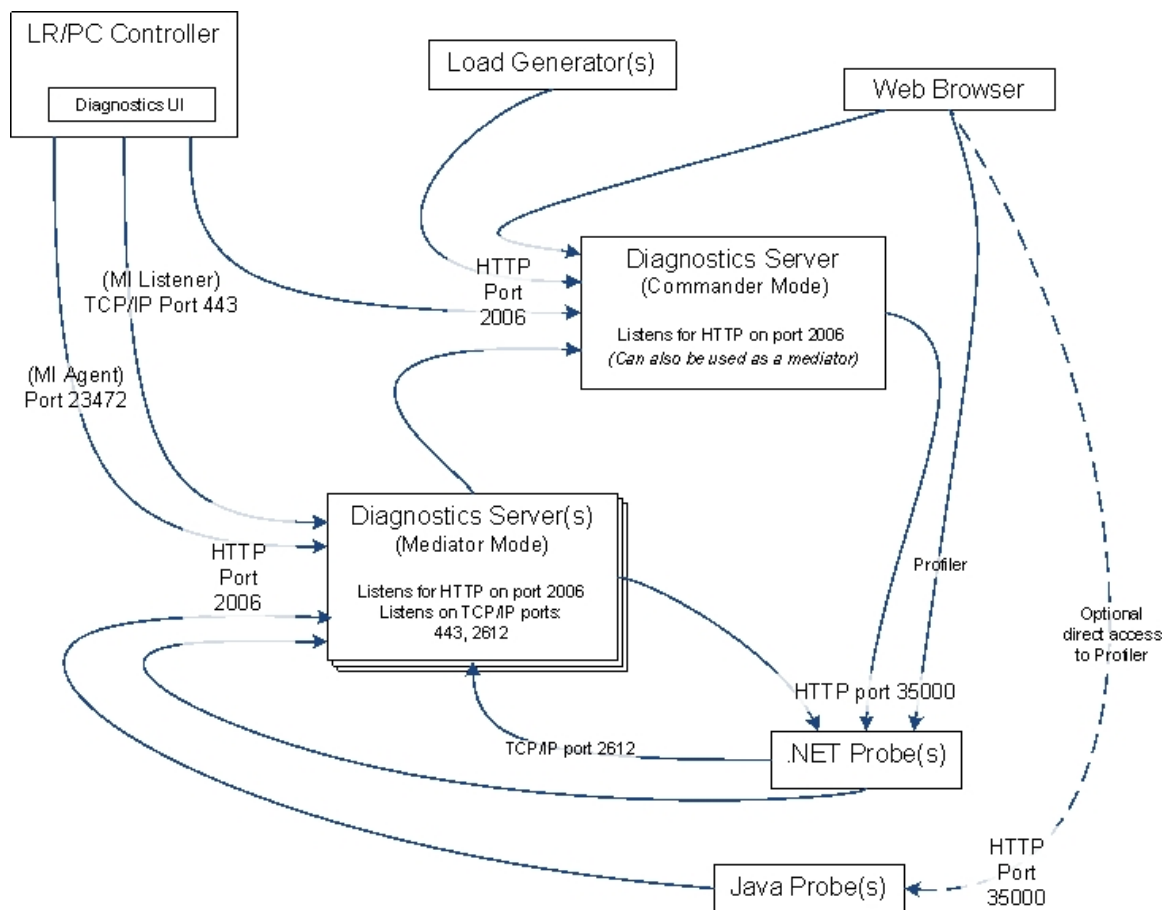 LR/PC Controller
Diagnostics UI
Load Generator(s)
Web Browser
(MI Listener)
TCP/IP Port 443
(MI Agent)
Port 23472
HTTP
Port
2006
Diagnostics Server
(Commander Mode)
Listens for HTTP on port 2006
(Can also be used as a mediator)
Diagnostics Server(s)
(Mediator Mode)
Listens for HTTP on port 2006
Listens on TCP/IP ports:
443, 2612
HTTP
Port
2006
Profiler
Optional
direct access
to Profiler
HTTP port 35000
TCP/IP port 2612
.NET Probe(s)
HTTP
Port
35000
Java Probe(s)